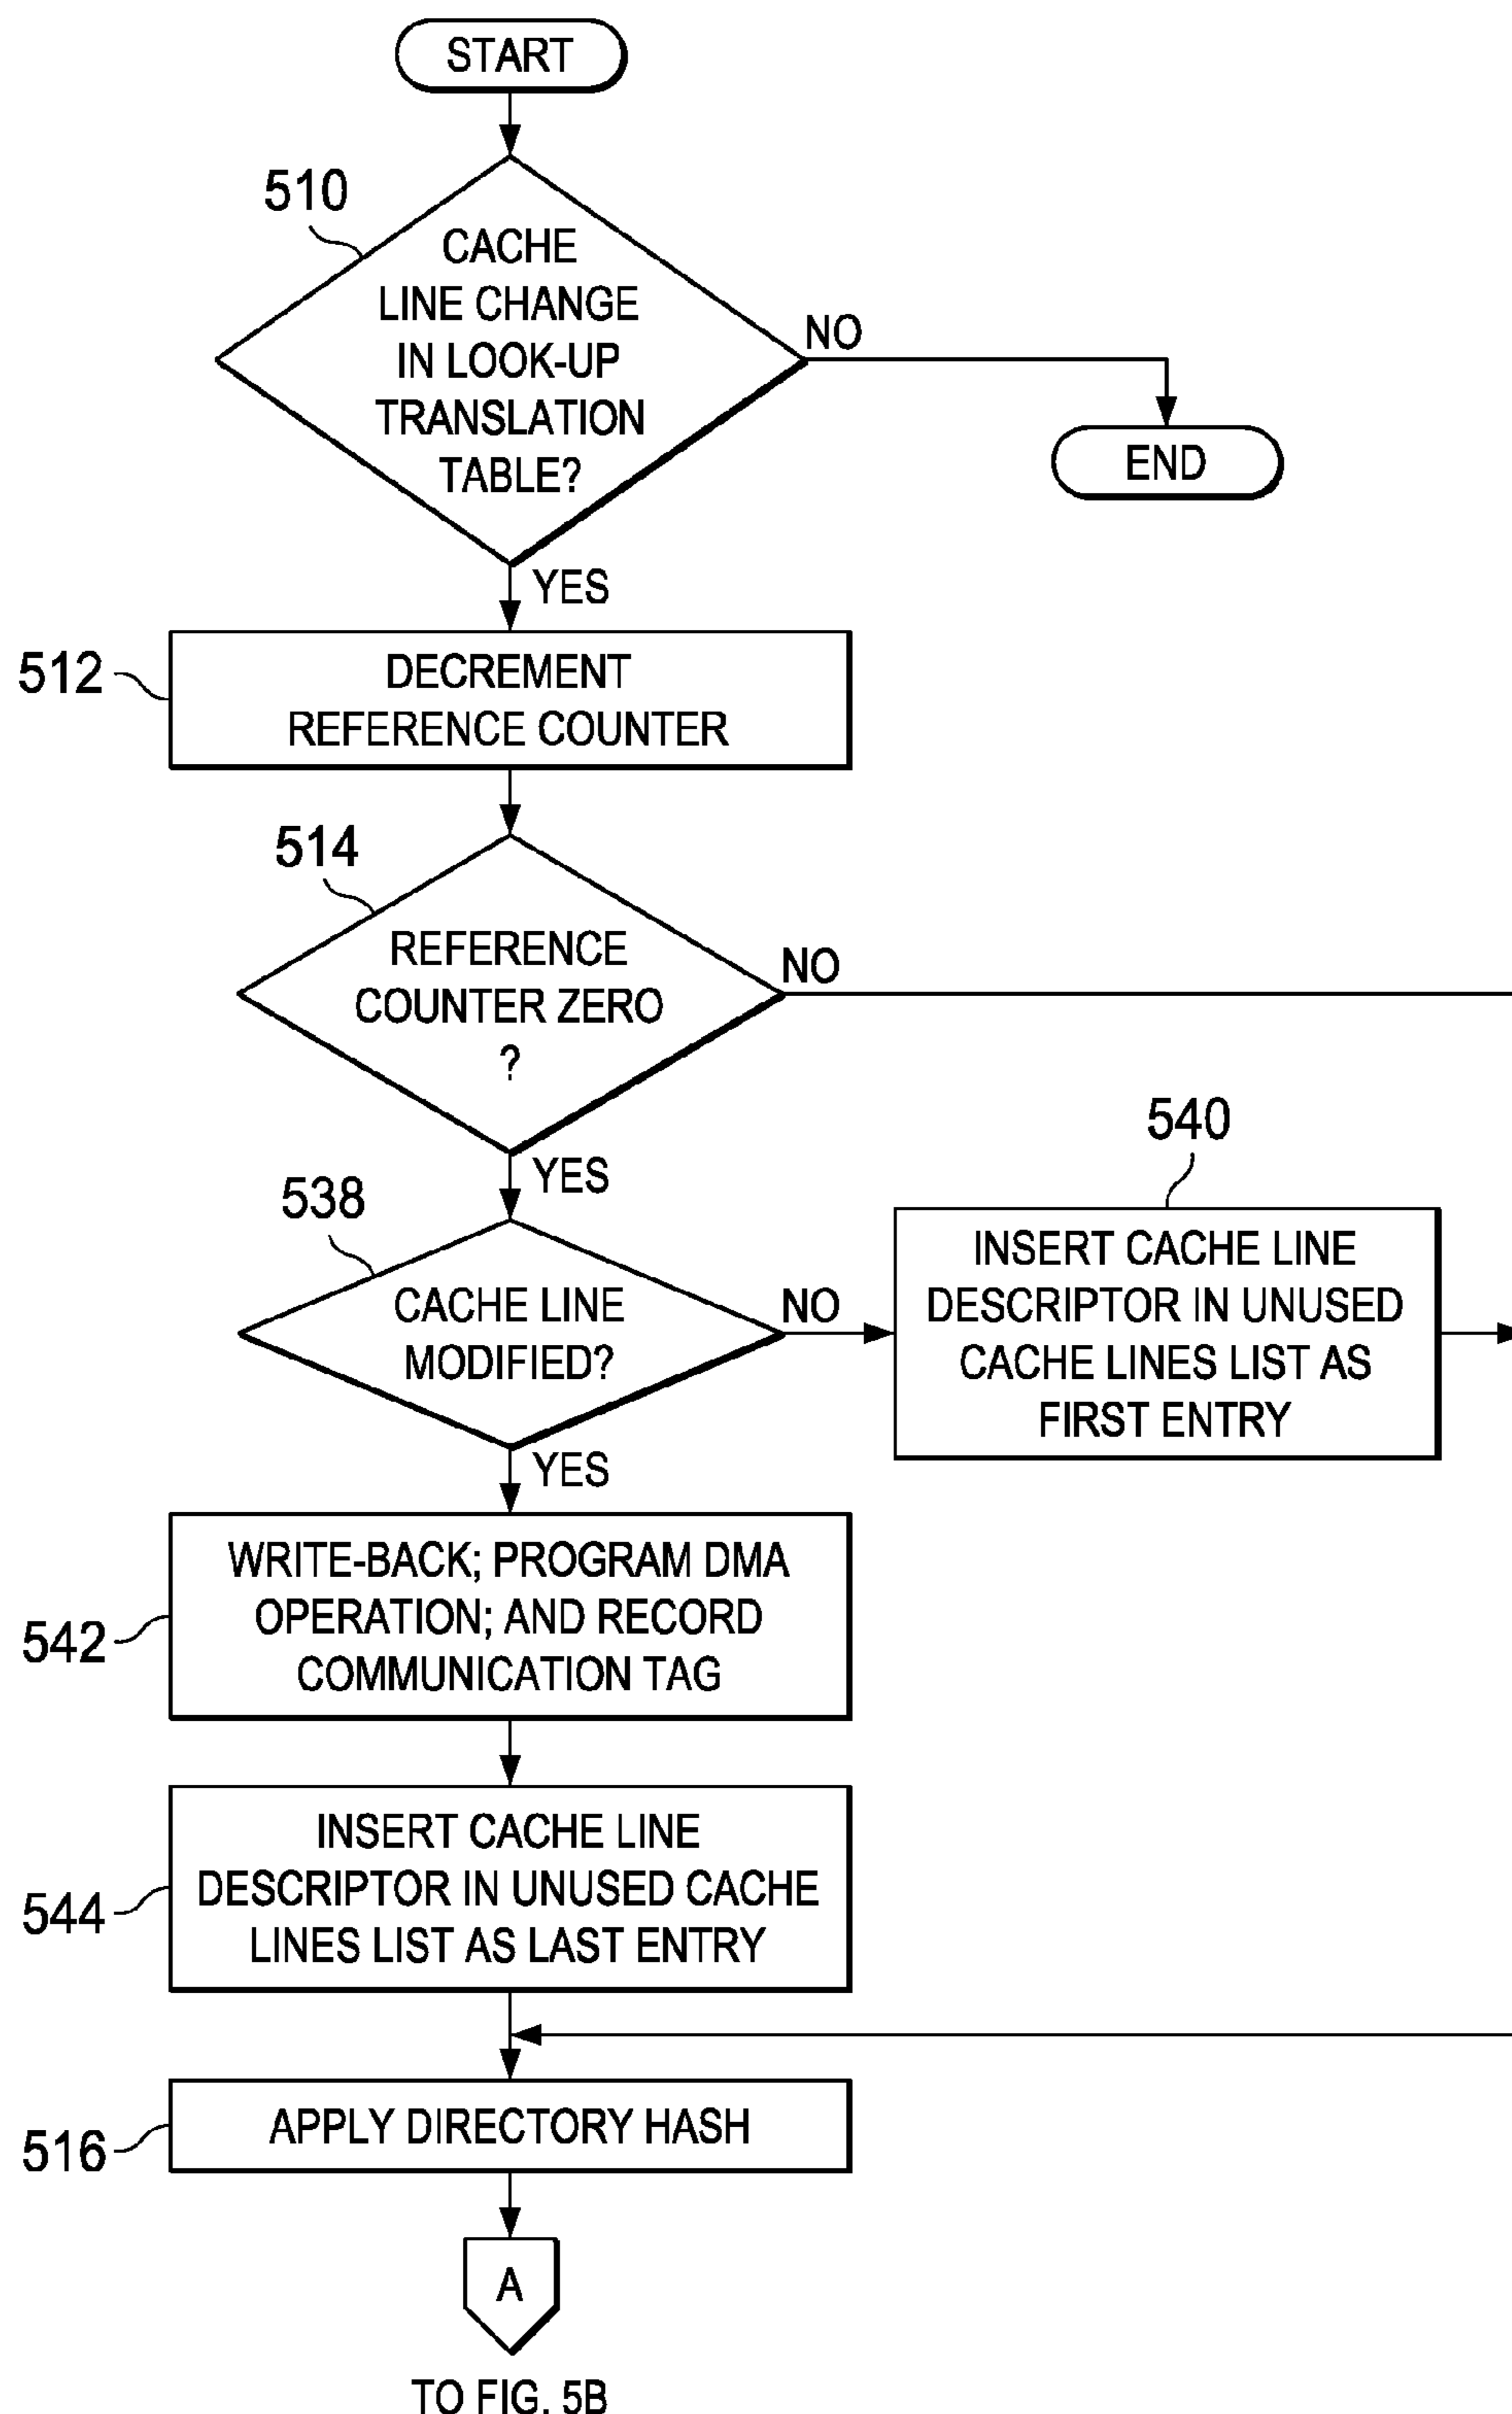 START
510
CACHE
LINE CHANGE
IN LOOK-UP
TRANSLATION
TABLE?
NO
END
YES
512
DECREMENT
REFERENCE COUNTER
514
REFERENCE
COUNTER ZERO
?
NO
YES
538
CACHE LINE
MODIFIED?
NO
540
INSERT CACHE LINE
DESCRIPTOR IN UNUSED
CACHE LINES LIST AS
FIRST ENTRY
YES
542
WRITE-BACK; PROGRAM DMA
OPERATION; AND RECORD
COMMUNICATION TAG
544
INSERT CACHE LINE
DESCRIPTOR IN UNUSED CACHE
LINES LIST AS LAST ENTRY
516
APPLY DIRECTORY HASH
A
TO FIG. 5B